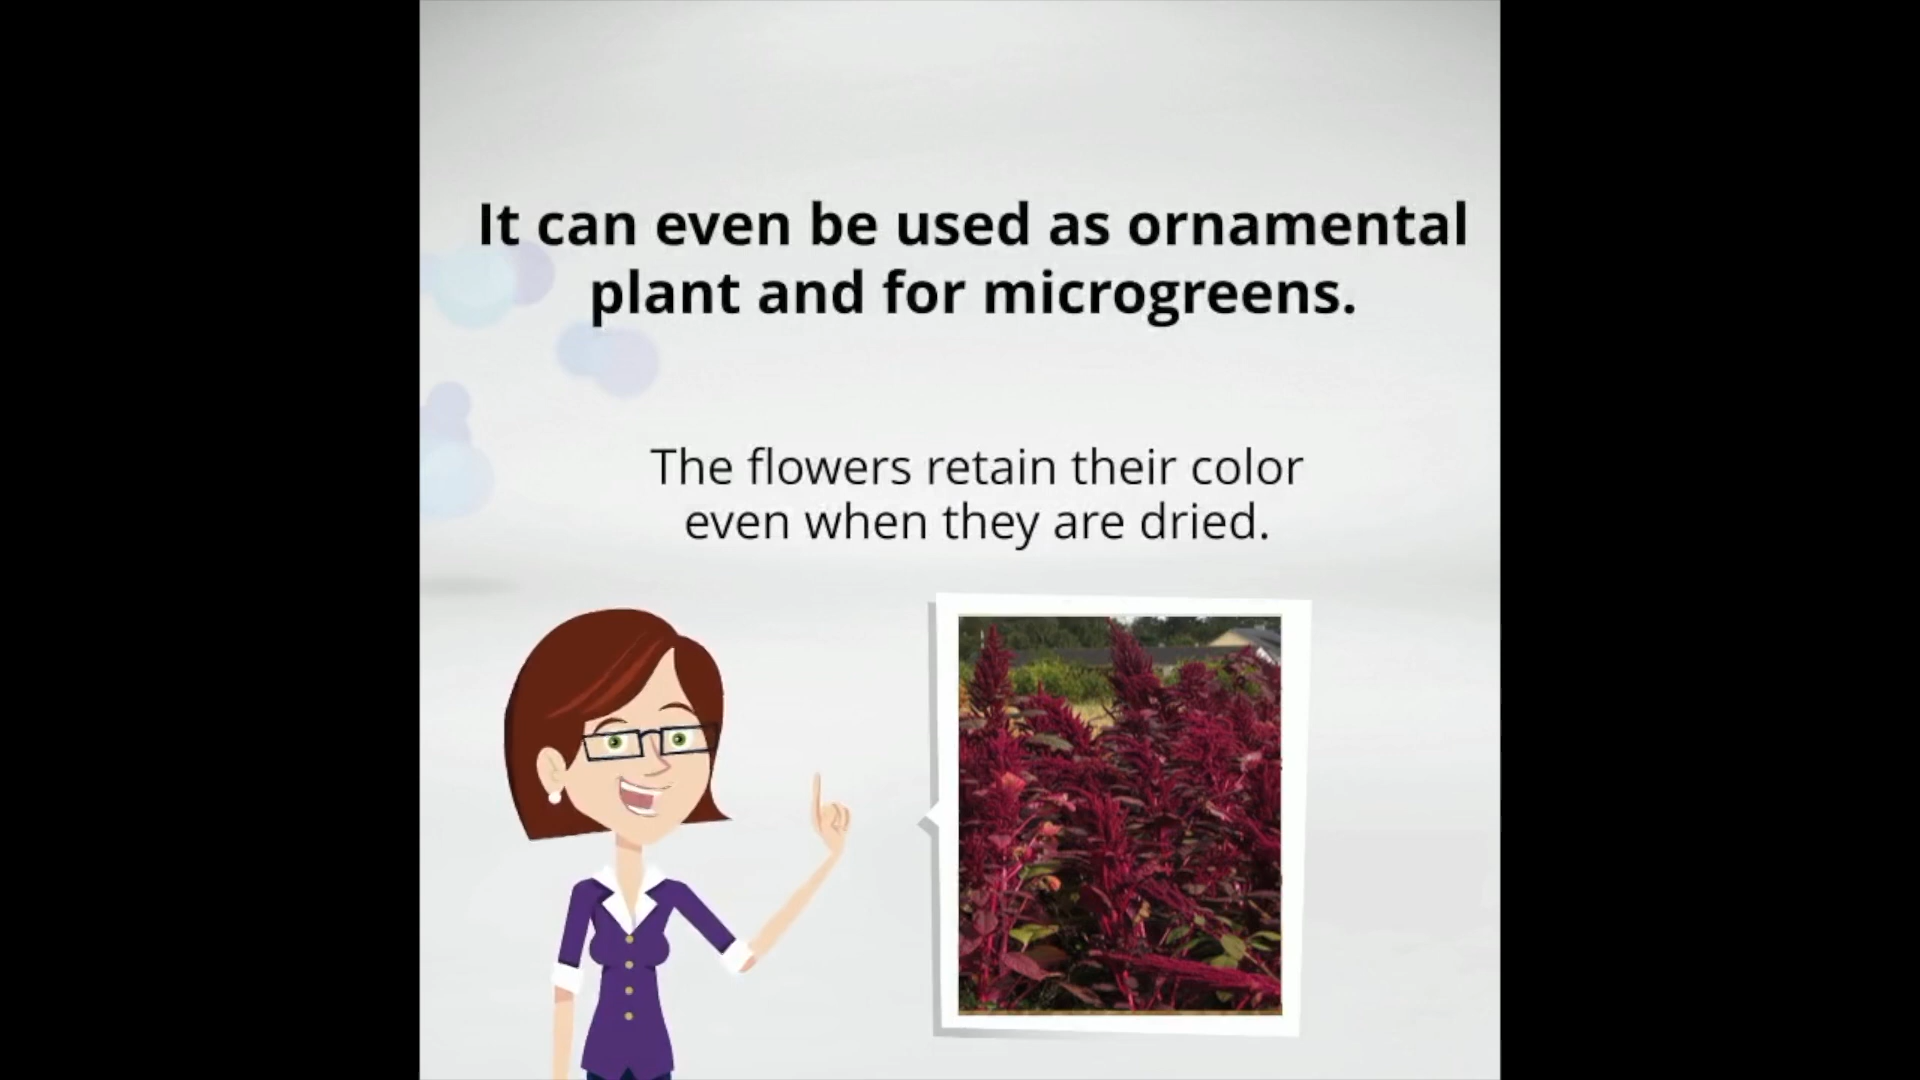 It can even be used as ornamental
plant and for microgreens.
The flowers retain their color
even when they are dried.